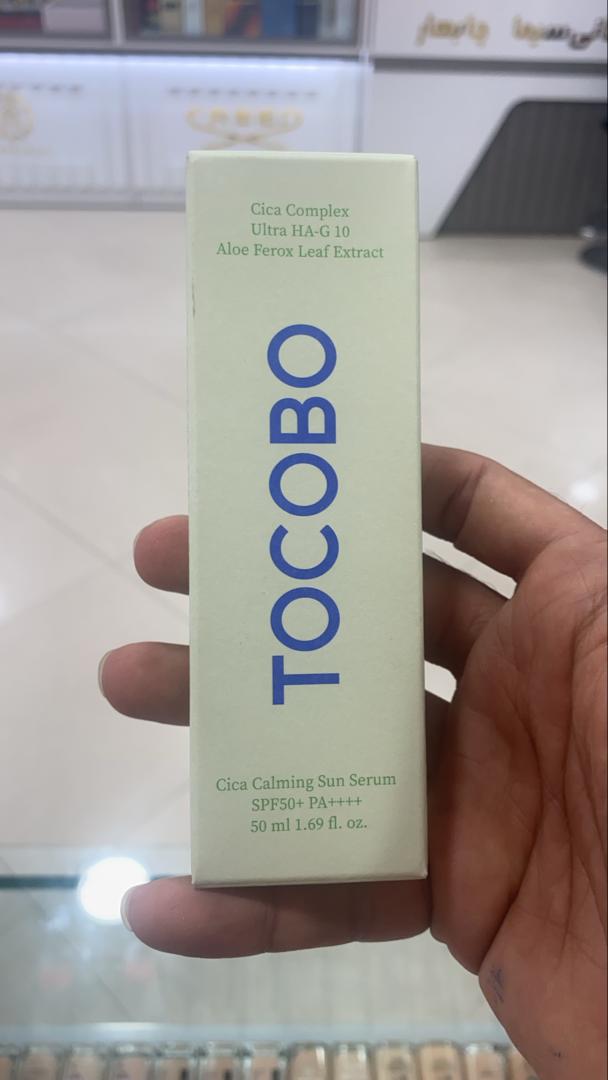 Cica Complex
Ultra HA-G 10
Aloe Ferox Leaf Extract
TOCOBO
Cica Calming Sun Serum
SPF50+ PA++++
50 ml 1.69 fl. oz.